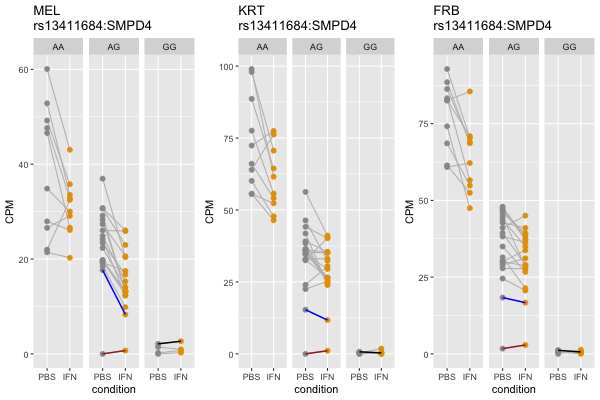 MEL
rs13411684:SMPD4
AA AG GG
CPM
60
40
20
0
PBS IFN PBS IFN PBS IFN
condition
KRT
rs13411684:SMPD4
AA AG GG
CPM
100
75
50
25
0
PBS IFN PBS IFN PBS IFN
condition
FRB
rs13411684:SMPD4
AA AG GG
CPM
75
50
25
0
PBS IFN PBS IFN PBS IFN
condition